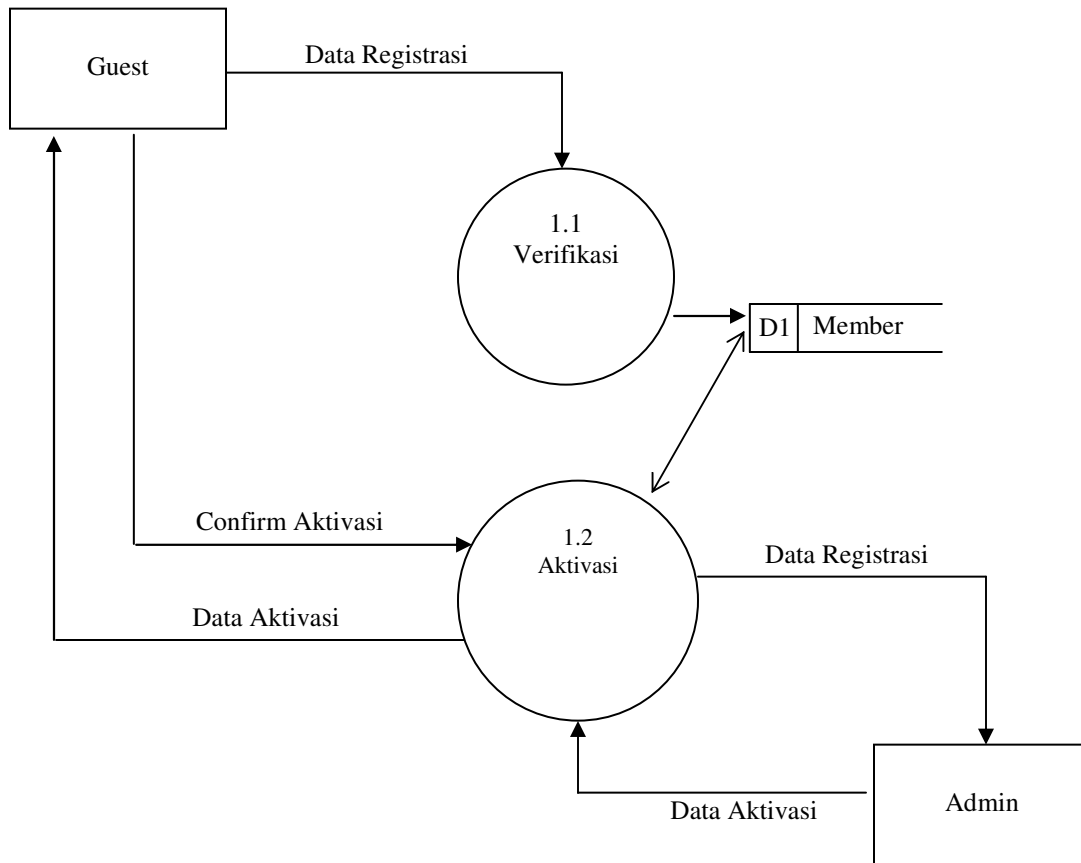 Guest
Data Registrasi
1.1
Verifikasi
D1 Member
Confirm Aktivasi
1.2
Aktivasi
Data Registrasi
Data Aktivasi
Data Aktivasi
Admin